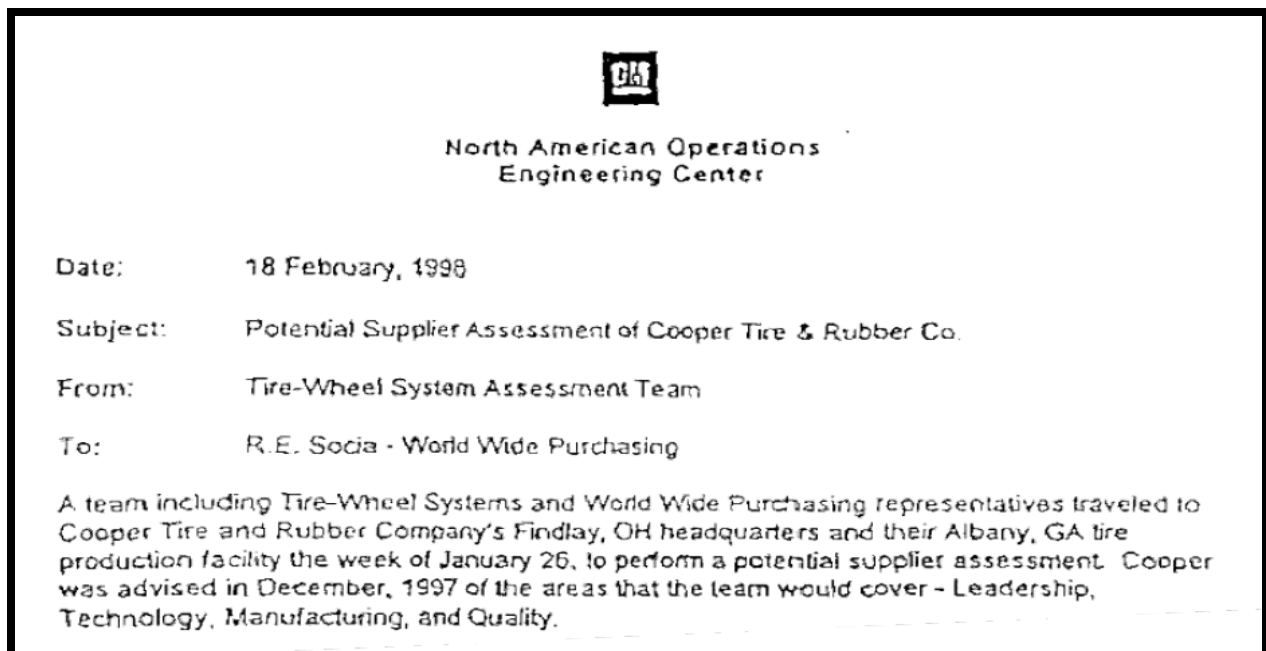 GM
North American Operations
Engineering Center
Date: 18 February, 1998
Subject: Potential Supplier Assessment of Cooper Tire & Rubber Co.
From: Tire-Wheel System Assessment Team
To: R.E. Socia - World Wide Purchasing
A team including Tire-Wheel Systems and World Wide Purchasing representatives traveled to
Cooper Tire and Rubber Company's Findlay, OH headquarters and their Albany, GA tire
production facility the week of January 26, to perform a potential supplier assessment. Cooper
was advised in December, 1997 of the areas that the team would cover - Leadership,
Technology, Manufacturing, and Quality.